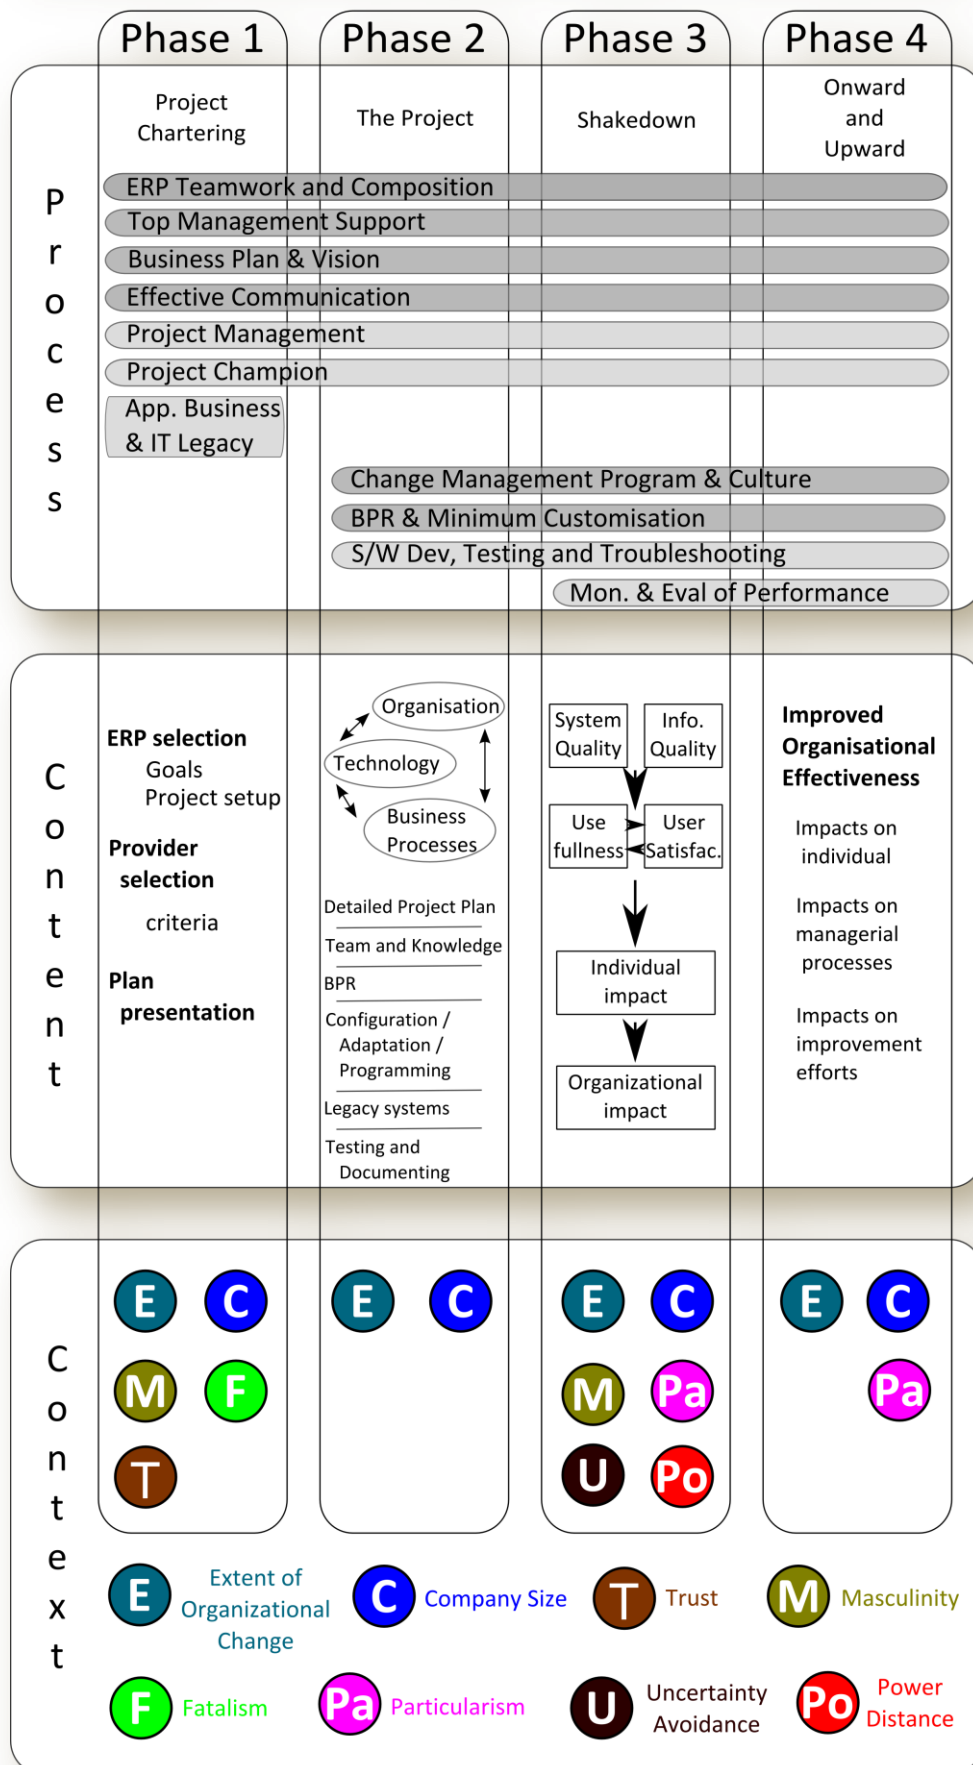 Phase 1
Phase 2
Phase 3
Phase 4
Process
Project
Chartering
The Project
Shakedown
Onward
and
Upward
ERP Teamwork and Composition
Top Management Support
Business Plan & Vision
Effective Communication
Project Management
Project Champion
App. Business
& IT Legacy
Change Management Program & Culture
BPR & Minimum Customisation
S/W Dev, Testing and Troubleshooting
Mon. & Eval of Performance
Content
ERP selection
Goals
Project setup
Provider
selection
criteria
Plan
presentation
Organisation
Technology
Business
Processes
Detailed Project Plan
Team and Knowledge
BPR
Configuration /
Adaptation /
Programming
Legacy systems
Testing and
Documenting
System
Quality
Info.
Quality
Use
fullness
User
Satisfac.
Individual
impact
Organizational
impact
Improved
Organisational
Effectiveness
Impacts on
individual
Impacts on
managerial
processes
Impacts on
improvement
efforts
Context
E C
M F
T
E C
E C
M Pa
U Po
E C
Pa
E
Extent of
Organizational
Change
C Company Size
T Trust
M Masculinity
F Fatalism
Pa Particularism
U
Uncertainty
Avoidance
Po
Power
Distance